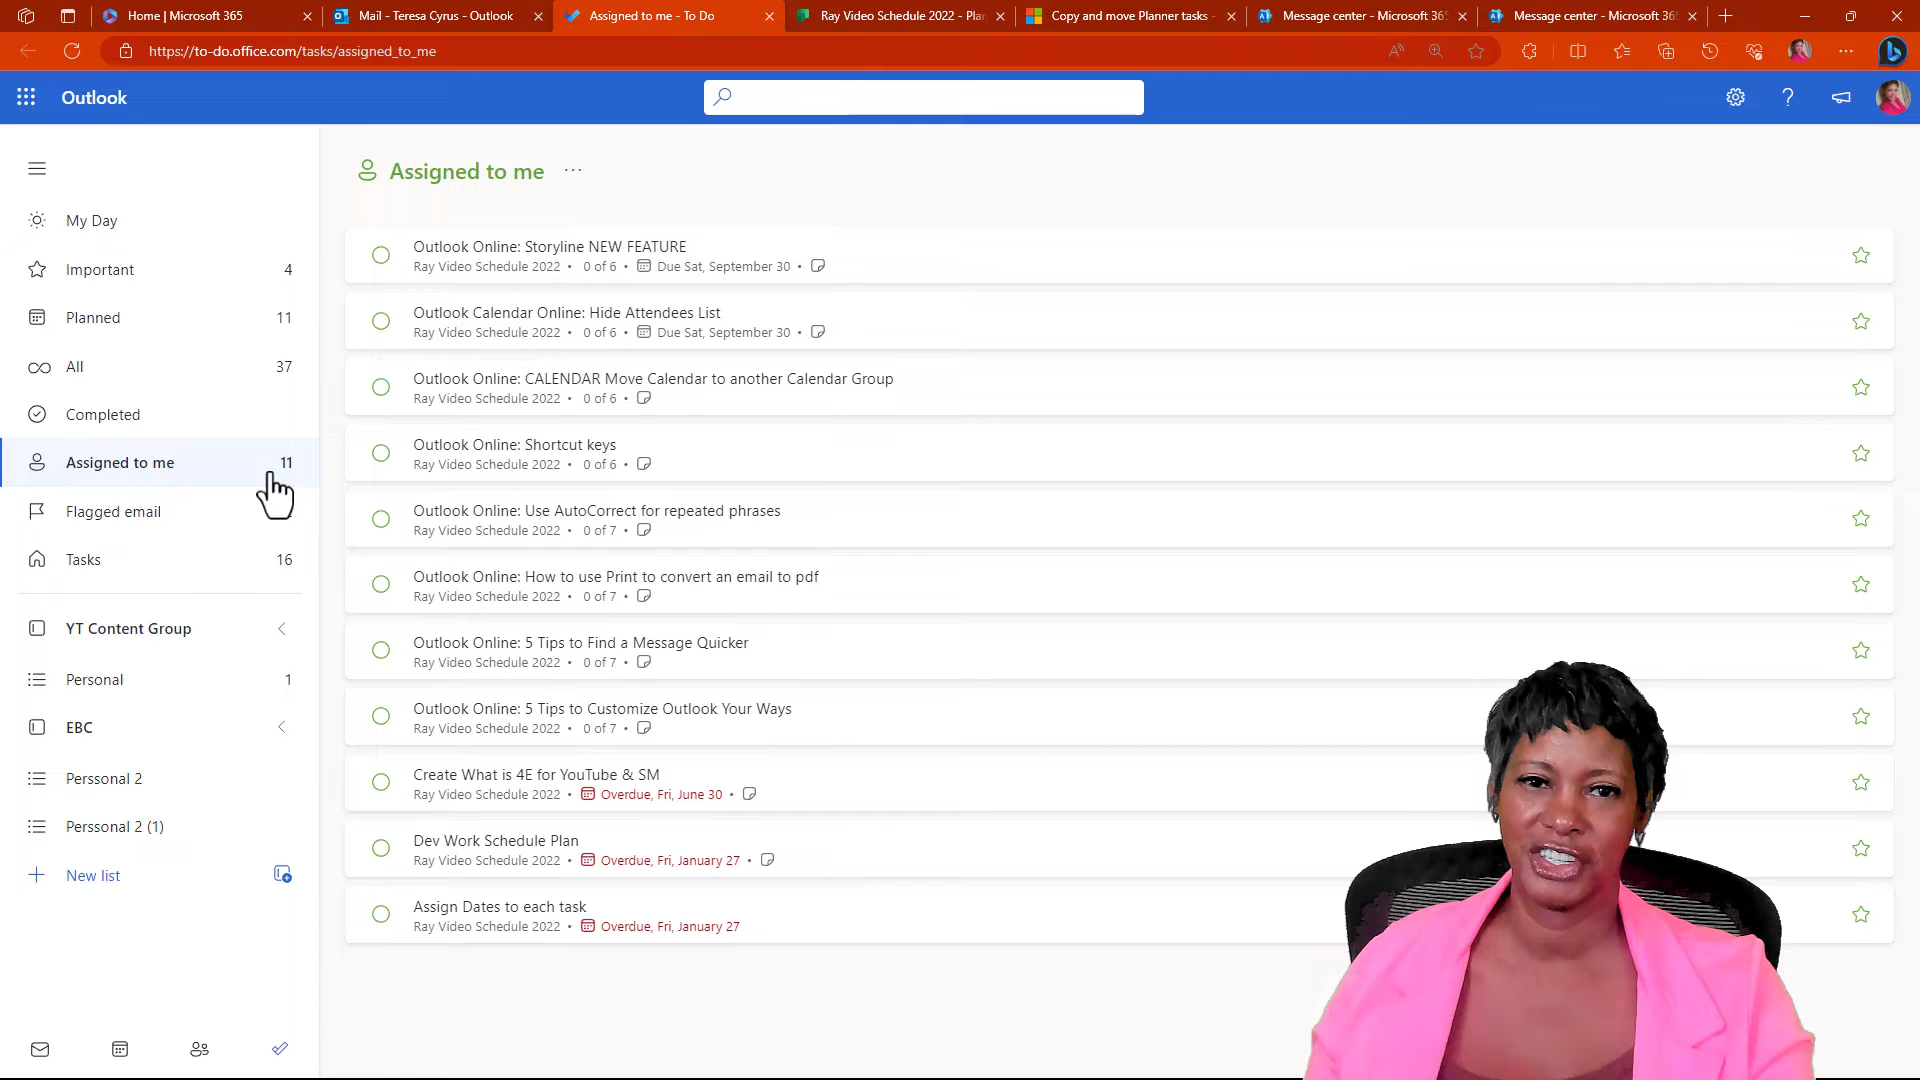 Home | Microsoft 365
Mail - Teresa Cyrus - Outlook
Assigned to me - To Do
Ray Video Schedule 2022 - Plan
Copy and move Planner tasks -
Message center - Microsoft 365
Message center - Microsoft 365
https://to-do.office.com/tasks/assigned_to_me
Outlook
My Day
Important 4
Planned 11
All 37
Completed
Assigned to me 11
Flagged email
Tasks 16
YT Content Group
Personal 1
EBC
Perssonal 2
Perssonal 2 (1)
New list
Assigned to me
Outlook Online: Storyline NEW FEATURE
Ray Video Schedule 2022 • 0 of 6 • Due Sat, September 30 •
Outlook Calendar Online: Hide Attendees List
Ray Video Schedule 2022 • 0 of 6 • Due Sat, September 30 •
Outlook Online: CALENDAR Move Calendar to another Calendar Group
Ray Video Schedule 2022 • 0 of 6 •
Outlook Online: Shortcut keys
Ray Video Schedule 2022 • 0 of 6 •
Outlook Online: Use AutoCorrect for repeated phrases
Ray Video Schedule 2022 • 0 of 7 •
Outlook Online: How to use Print to convert an email to pdf
Ray Video Schedule 2022 • 0 of 7 •
Outlook Online: 5 Tips to Find a Message Quicker
Ray Video Schedule 2022 • 0 of 7 •
Outlook Online: 5 Tips to Customize Outlook Your Ways
Ray Video Schedule 2022 • 0 of 7 •
Create What is 4E for YouTube & SM
Ray Video Schedule 2022 • Overdue, Fri, June 30 •
Dev Work Schedule Plan
Ray Video Schedule 2022 • Overdue, Fri, January 27 •
Assign Dates to each task
Ray Video Schedule 2022 • Overdue, Fri, January 27